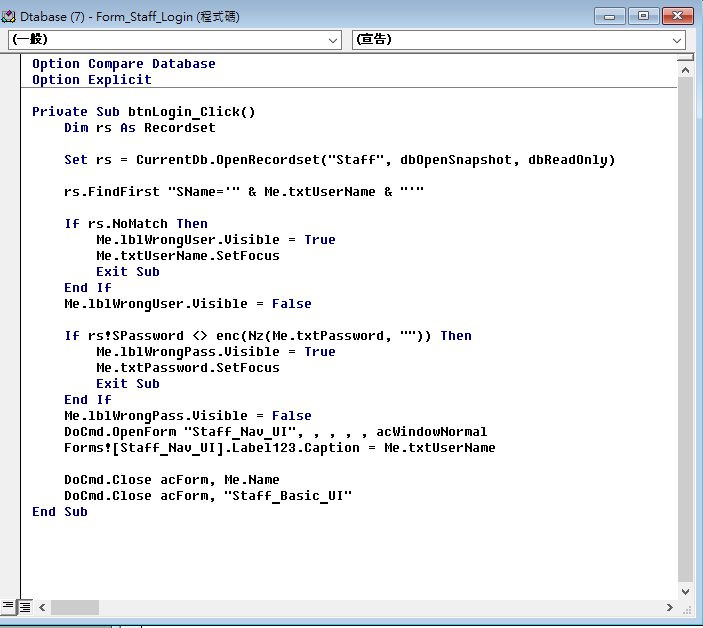 Dtabase (7) - Form_Staff_Login (程式碼)
(一般) (宣告)
Option Compare Database
Option Explicit
Private Sub btnLogin_Click()
    Dim rs As Recordset
    Set rs = CurrentDb.OpenRecordset("Staff", dbOpenSnapshot, dbReadOnly)
    rs.FindFirst "SName='" & Me.txtUserName & "'"
    If rs.NoMatch Then
        Me.lblWrongUser.Visible = True
        Me.txtUserName.SetFocus
        Exit Sub
    End If
    Me.lblWrongUser.Visible = False
    If rs!SPassword <> enc(Nz(Me.txtPassword, "")) Then
        Me.lblWrongPass.Visible = True
        Me.txtPassword.SetFocus
        Exit Sub
    End If
    Me.lblWrongPass.Visible = False
    DoCmd.OpenForm "Staff_Nav_UI", , , , , acWindowNormal
    Forms![Staff_Nav_UI].Label123.Caption = Me.txtUserName
    DoCmd.Close acForm, Me.Name
    DoCmd.Close acForm, "Staff_Basic_UI"
End Sub